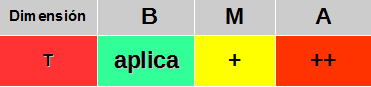 Dimensión B M A
T aplica + ++